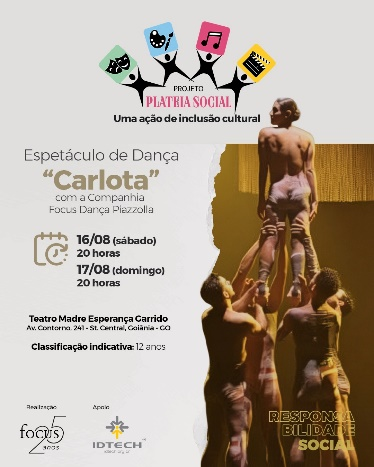 PROJETO
PLATEIA SOCIAL
Uma ação de inclusão cultural
Espetáculo de Dança
“Carlota”
com a Companhia
Focus Dança Piazzolla
16/08 (sábado)
20 horas
17/08 (domingo)
20 horas
Teatro Madre Esperança Garrido
Av. Contorno, 241 - St. Central, Goiânia - GO
Classificação indicativa: 12 anos
Realização:
focus 25
anos
Apoio
IDTECH
RESPONSA
BILIDADE
SOCIAL